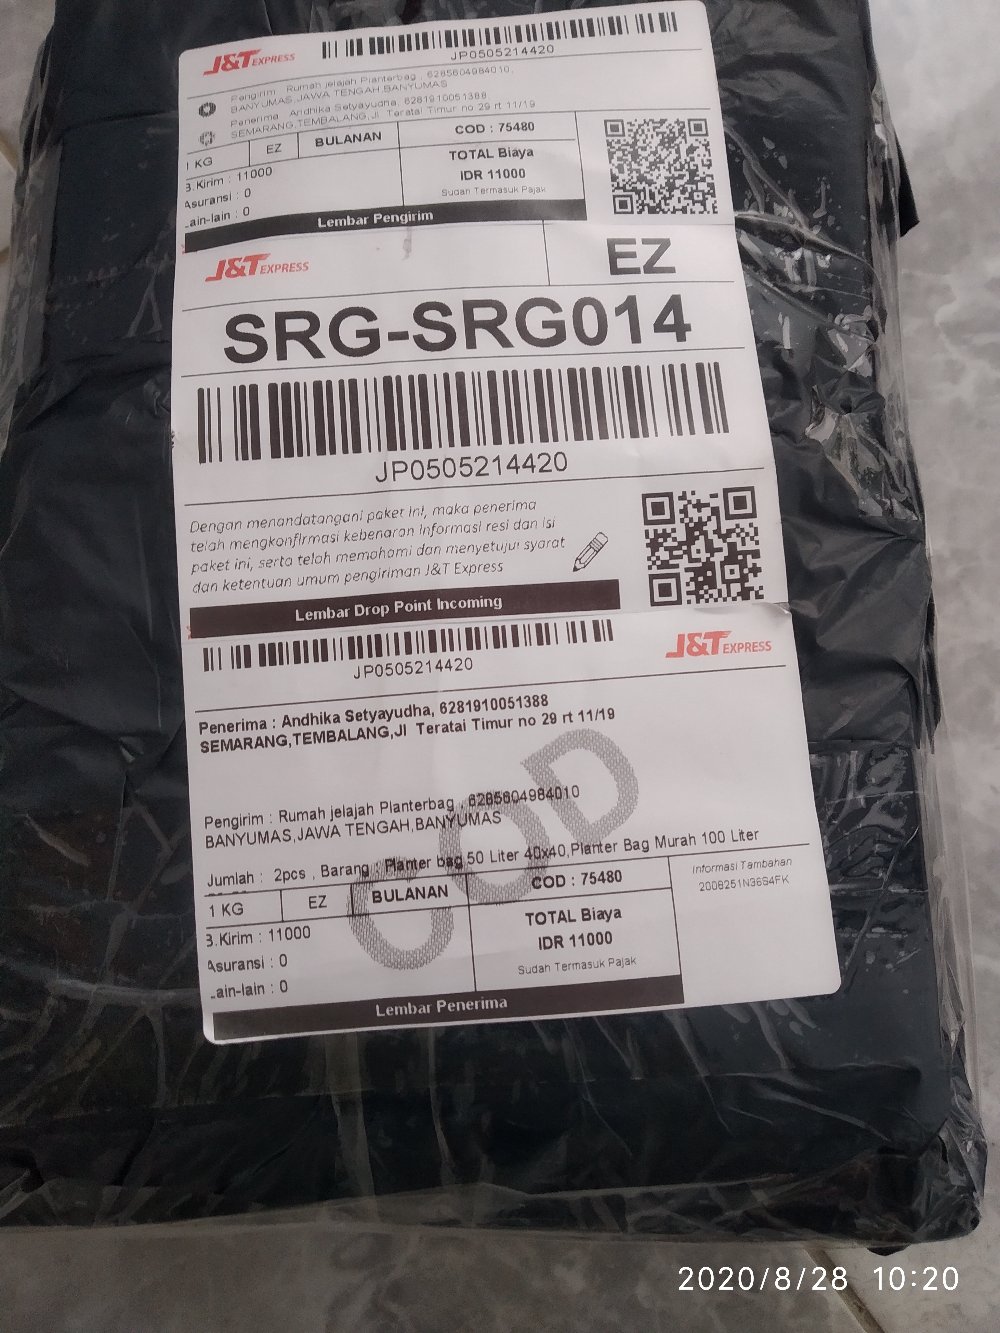 J&T EXPRESS
JP0505214420
Pengirim : Rumah jelajah Planterbag , 6285604984010,
BANYUMAS,JAWA TENGAH,BANYUMAS
Penerima : Andhika Setyayudha, 6281910051388
SEMARANG,TEMBALANG,Jl Teratai Timur no 29 rt 11/19
1 KG EZ BULANAN COD : 75480
B.Kirim : 11000
Asuransi : 0
Lain-lain : 0
TOTAL Biaya
IDR 11000
Sudah Termasuk Pajak
Lembar Pengirim
J&T EXPRESS
EZ
SRG-SRG014
JP0505214420
Dengan menandatangani paket ini, maka penerima
telah mengkonfirmasi kebenaran informasi resi dan isi
paket ini, serta telah memahami dan menyetujui syarat
dan ketentuan umum pengiriman J&T Express
Lembar Drop Point Incoming
JP0505214420
J&T EXPRESS
Penerima : Andhika Setyayudha, 6281910051388
SEMARANG,TEMBALANG,Jl Teratai Timur no 29 rt 11/19
COD
Pengirim : Rumah jelajah Planterbag , 6285604984010
BANYUMAS,JAWA TENGAH,BANYUMAS
Jumlah : 2pcs , Barang : Planter bag 50 Liter 40x40,Planter Bag Murah 100 Liter
1 KG EZ BULANAN COD : 75480
B.Kirim : 11000
Asuransi : 0
Lain-lain : 0
TOTAL Biaya
IDR 11000
Sudah Termasuk Pajak
Informasi Tambahan
Lembar Penerima
2020/8/28 10:20